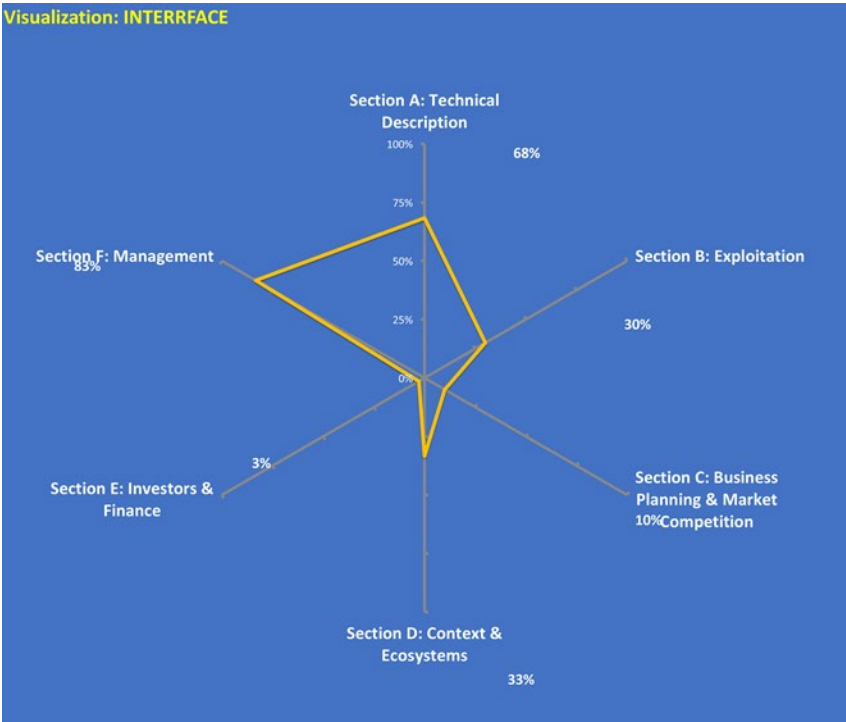 Visualization: INTERRFACE
Section A: Technical
Description
68%
100%
75%
50%
25%
0%
Section F: Management
83%
Section B: Exploitation
30%
3%
Section E: Investors &
Finance
Section C: Business
Planning & Market
Competition
10%
Section D: Context &
Ecosystems
33%